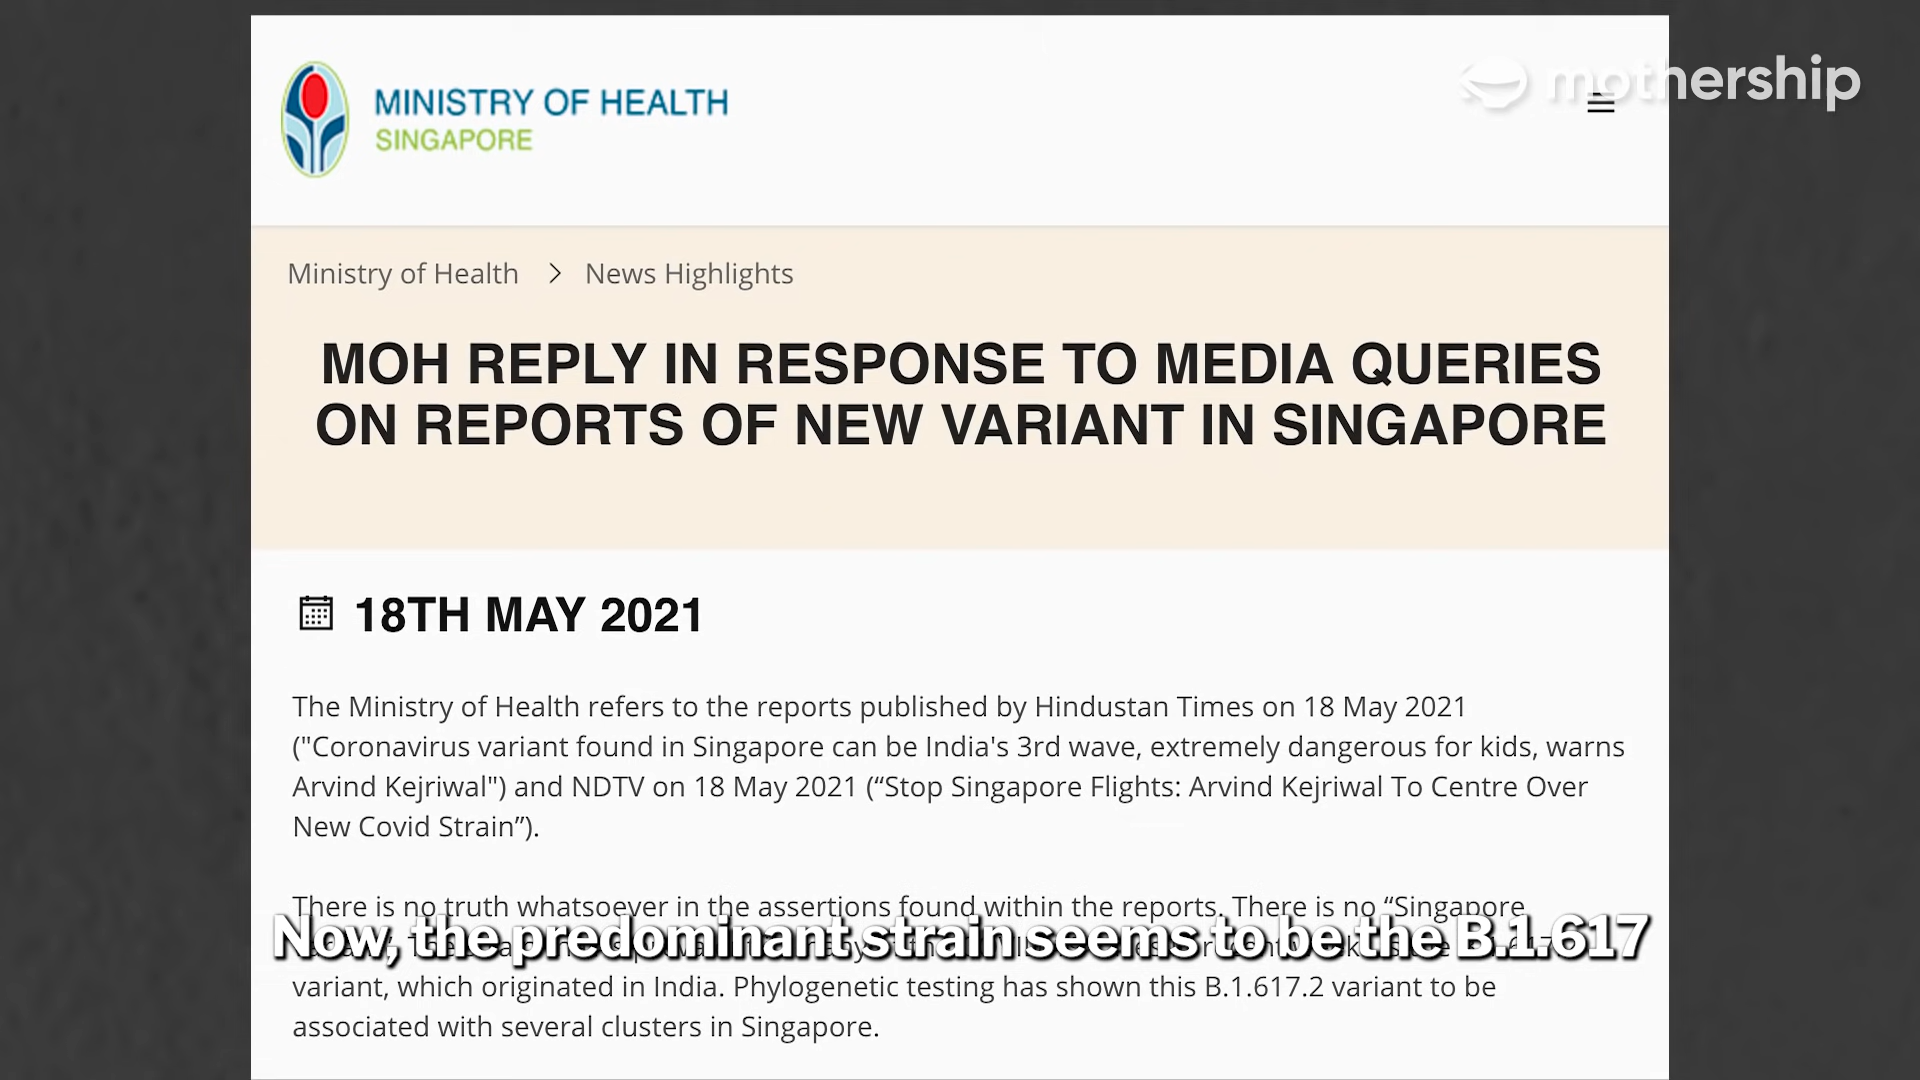 mothership
MINISTRY OF HEALTH
SINGAPORE
Ministry of Health > News Highlights
MOH REPLY IN RESPONSE TO MEDIA QUERIES
ON REPORTS OF NEW VARIANT IN SINGAPORE
18TH MAY 2021
The Ministry of Health refers to the reports published by Hindustan Times on 18 May 2021
("Coronavirus variant found in Singapore can be India's 3rd wave, extremely dangerous for kids, warns
Arvind Kejriwal") and NDTV on 18 May 2021 (“Stop Singapore Flights: Arvind Kejriwal To Centre Over
New Covid Strain”).
There is no truth whatsoever in the assertions found within the reports. There is no “Singapore
Now, the predominant strain seems to be the B.1.617
variant, which originated in India. Phylogenetic testing has shown this B.1.617.2 variant to be
associated with several clusters in Singapore.